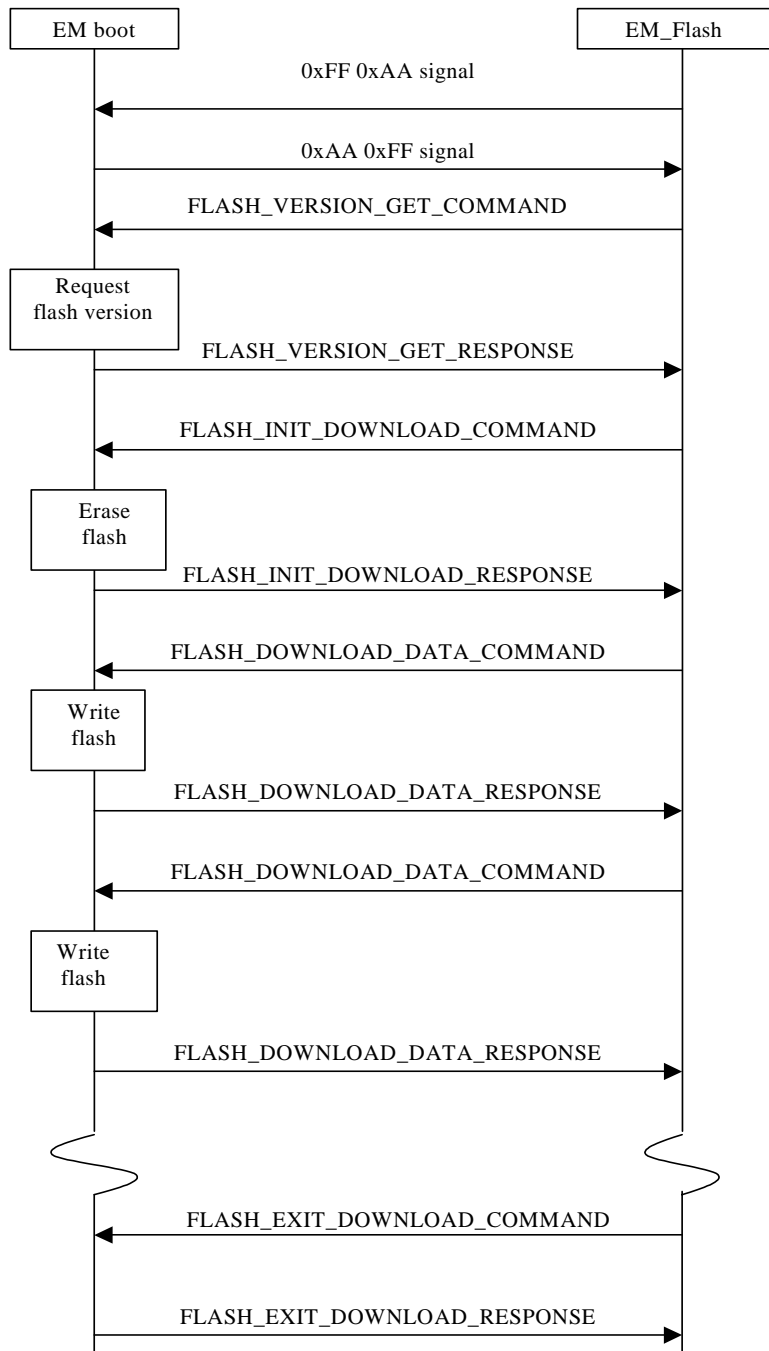 EM boot
EM_Flash
0xFF 0xAA signal
0xAA 0xFF signal
FLASH_VERSION_GET_COMMAND
Request
flash version
FLASH_VERSION_GET_RESPONSE
FLASH_INIT_DOWNLOAD_COMMAND
Erase
flash
FLASH_INIT_DOWNLOAD_RESPONSE
FLASH_DOWNLOAD_DATA_COMMAND
Write
flash
FLASH_DOWNLOAD_DATA_RESPONSE
FLASH_DOWNLOAD_DATA_COMMAND
Write
flash
FLASH_DOWNLOAD_DATA_RESPONSE
FLASH_EXIT_DOWNLOAD_COMMAND
FLASH_EXIT_DOWNLOAD_RESPONSE